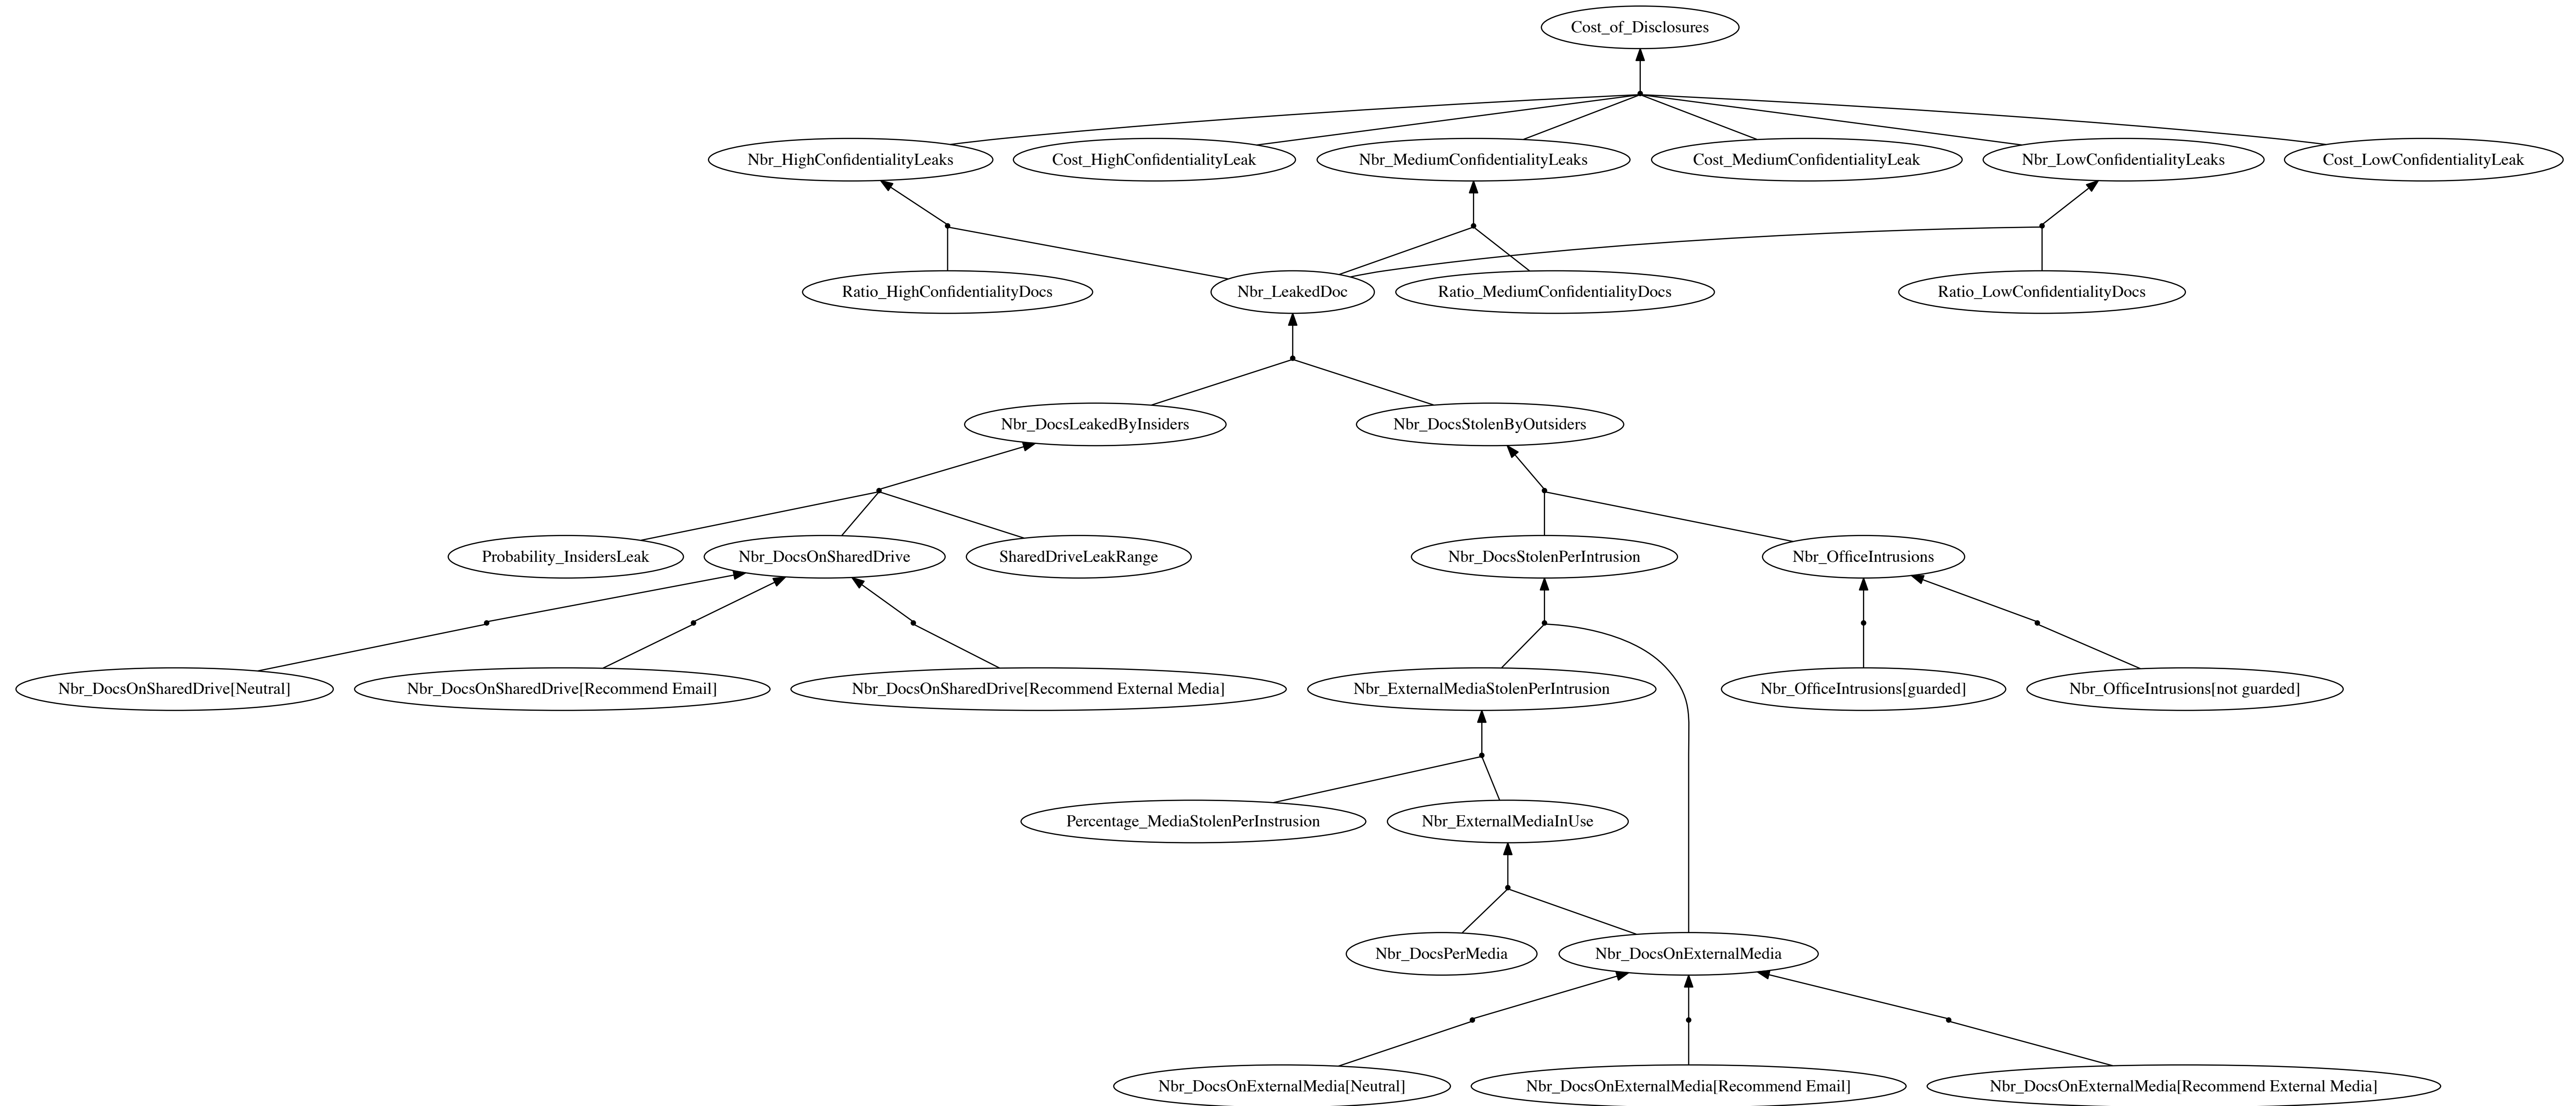 Cost_of_Disclosures
Nbr_HighConfidentialityLeaks
Cost_HighConfidentialityLeak
Nbr_MediumConfidentialityLeaks
Cost_MediumConfidentialityLeak
Nbr_LowConfidentialityLeaks
Cost_LowConfidentialityLeak
Ratio_HighConfidentialityDocs
Nbr_LeakedDoc
Ratio_MediumConfidentialityDocs
Ratio_LowConfidentialityDocs
Nbr_DocsLeakedByInsiders
Nbr_DocsStolenByOutsiders
Probability_InsidersLeak
Nbr_DocsOnSharedDrive
SharedDriveLeakRange
Nbr_DocsStolenPerIntrusion
Nbr_OfficeIntrusions
Nbr_DocsOnSharedDrive[Neutral]
Nbr_DocsOnSharedDrive[Recommend Email]
Nbr_DocsOnSharedDrive[Recommend External Media]
Nbr_ExternalMediaStolenPerIntrusion
Nbr_OfficeIntrusions[guarded]
Nbr_OfficeIntrusions[not guarded]
Percentage_MediaStolenPerInstrusion
Nbr_ExternalMediaInUse
Nbr_DocsPerMedia
Nbr_DocsOnExternalMedia
Nbr_DocsOnExternalMedia[Neutral]
Nbr_DocsOnExternalMedia[Recommend Email]
Nbr_DocsOnExternalMedia[Recommend External Media]